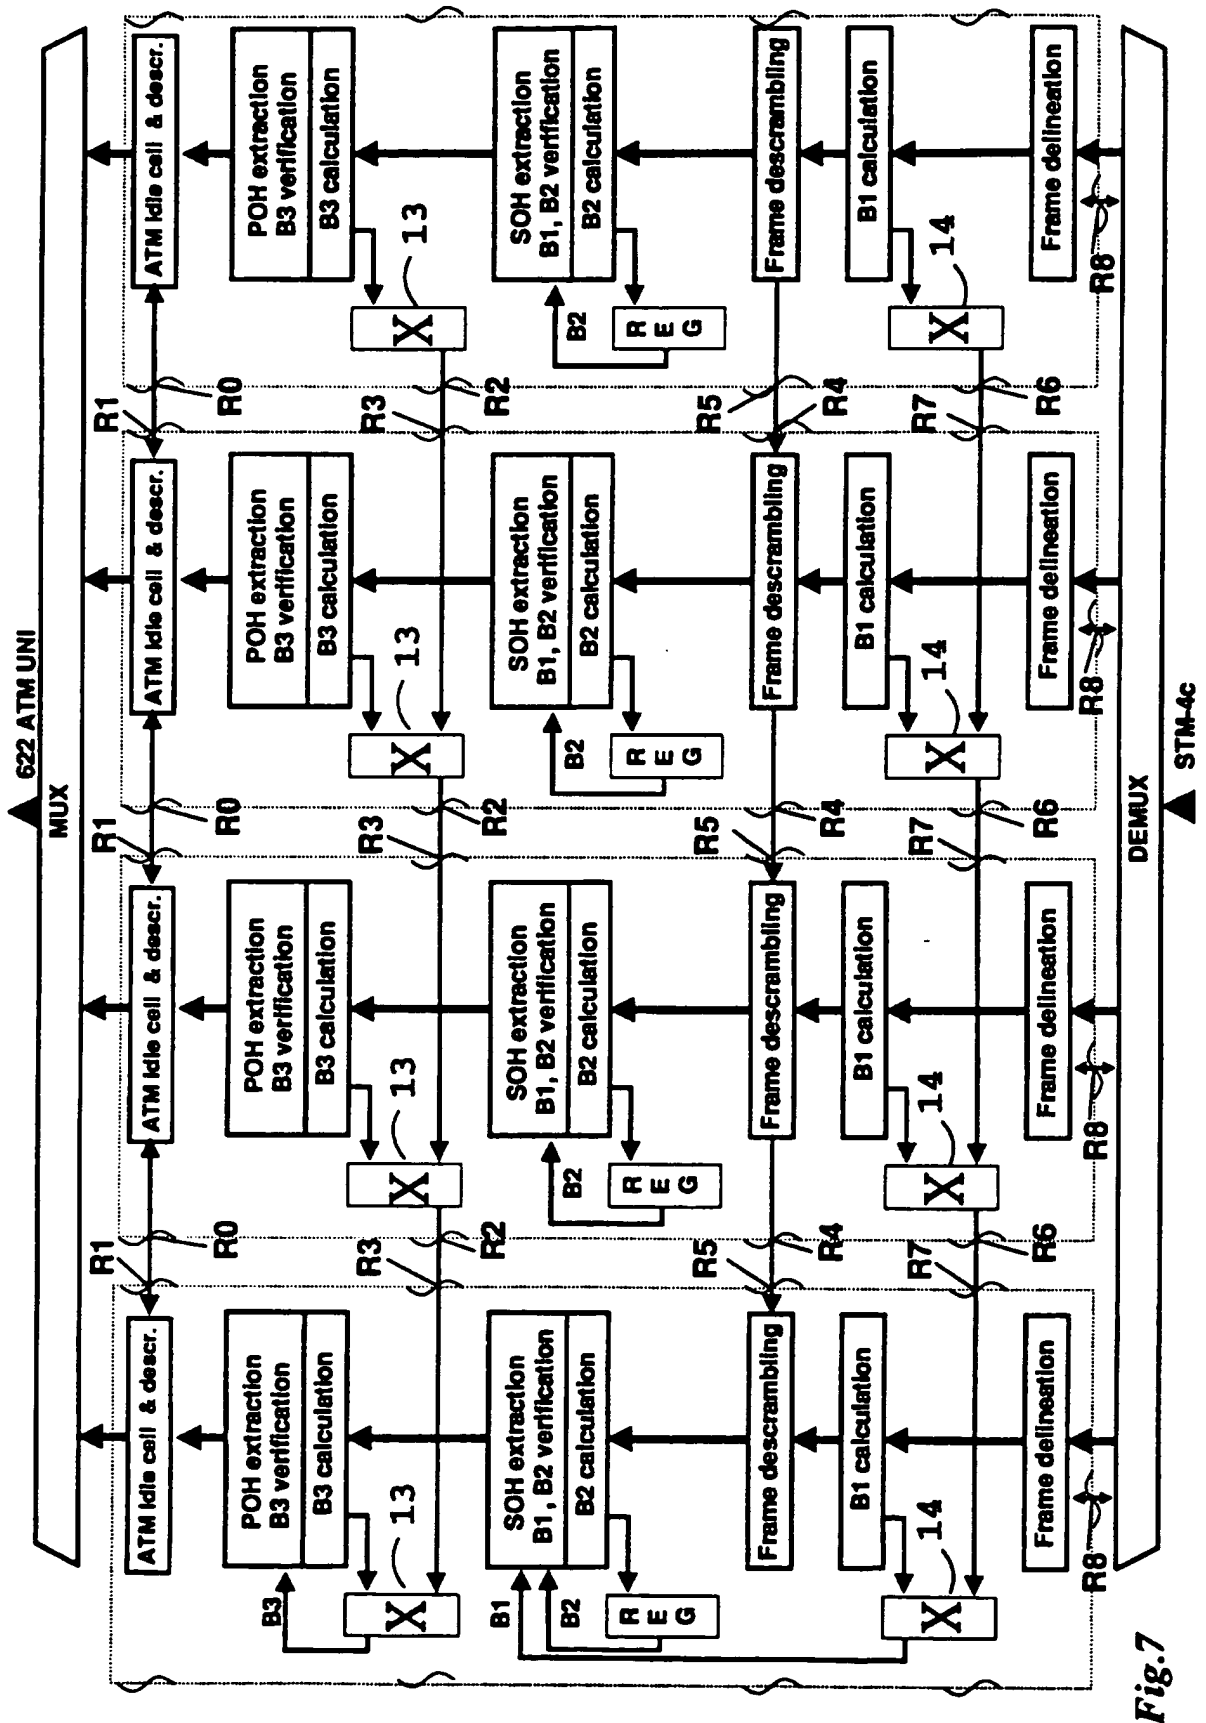 622 ATM UNI
MUX
R1
R1
R1
ATM idle cell & descr.
ATM idle cell & descr.
ATM idle cell & descr.
ATM idle cell & descr.
R0
R0
R0
POH extraction
B3 verification
B3 calculation
POH extraction
B3 verification
B3 calculation
POH extraction
B3 verification
B3 calculation
POH extraction
B3 verification
B3 calculation
B3
R3
R3
R3
13
13
13
13
X
X
X
X
R2
R2
R2
SOH extraction
B1, B2 verification
B2 calculation
SOH extraction
B1, B2 verification
B2 calculation
SOH extraction
B1, B2 verification
B2 calculation
SOH extraction
B1, B2 verification
B2 calculation
B1
B2
B2
B2
B2
REG
REG
REG
REG
R5
R5
R5
Frame descrambling
Frame descrambling
Frame descrambling
Frame descrambling
R4
R4
R4
B1 calculation
B1 calculation
B1 calculation
B1 calculation
R7
R7
R7
14
14
14
14
X
X
X
X
R6
R6
R6
Frame delineation
Frame delineation
Frame delineation
Frame delineation
R8
R8
R8
R8
DEMUX
STM-4c
Fig.7